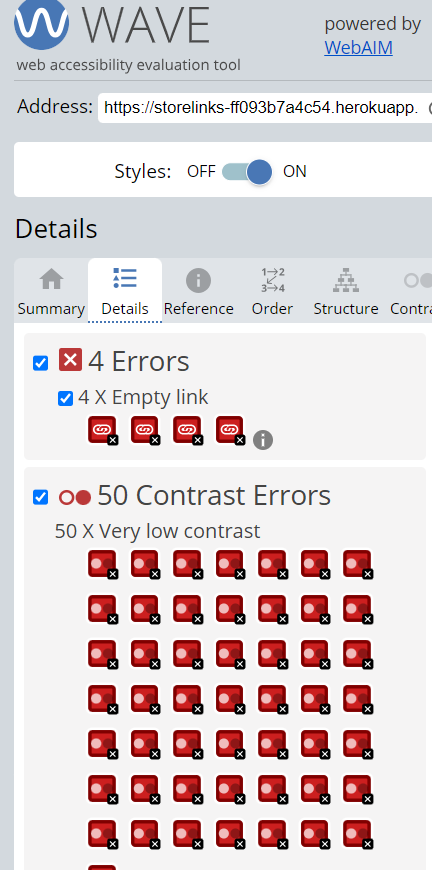 WAVE
powered by
WebAIM
web accessibility evaluation tool
Address: https://storelinks-ff093b7a4c54.herokuapp.
Styles: OFF ON
Details
Summary Details Reference Order Structure Contra
4 Errors
4 X Empty link
50 Contrast Errors
50 X Very low contrast